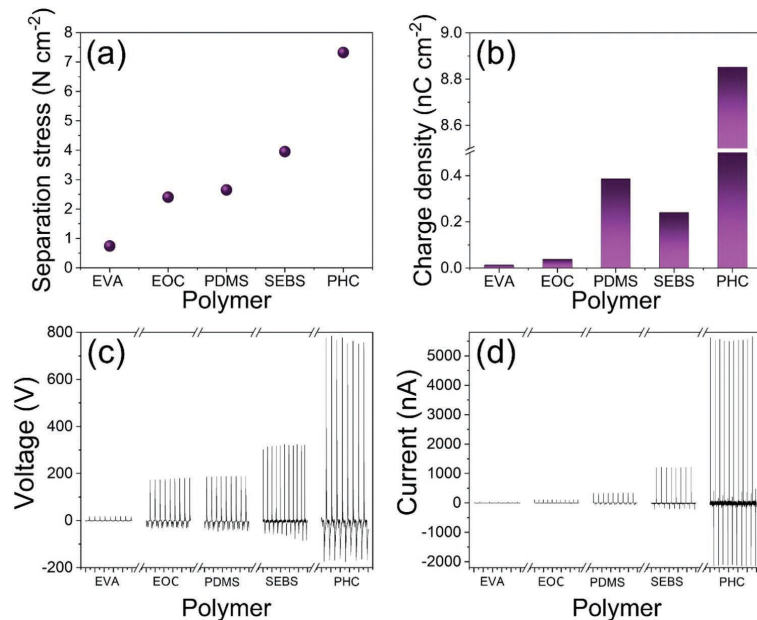 (a)
Separation stress (N cm⁻²)
8
7
6
5
4
3
2
1
0
EVA EOC PDMS SEBS PHC
Polymer
(b)
Charge density (nC cm⁻²)
9.0
8.8
8.6
0.4
0.2
0.0
EVA EOC PDMS SEBS PHC
Polymer
(c)
Voltage (V)
800
600
400
200
0
-200
EVA EOC PDMS SEBS PHC
Polymer
(d)
Current (nA)
5000
4000
3000
2000
1000
0
-1000
-2000
EVA EOC PDMS SEBS PHC
Polymer